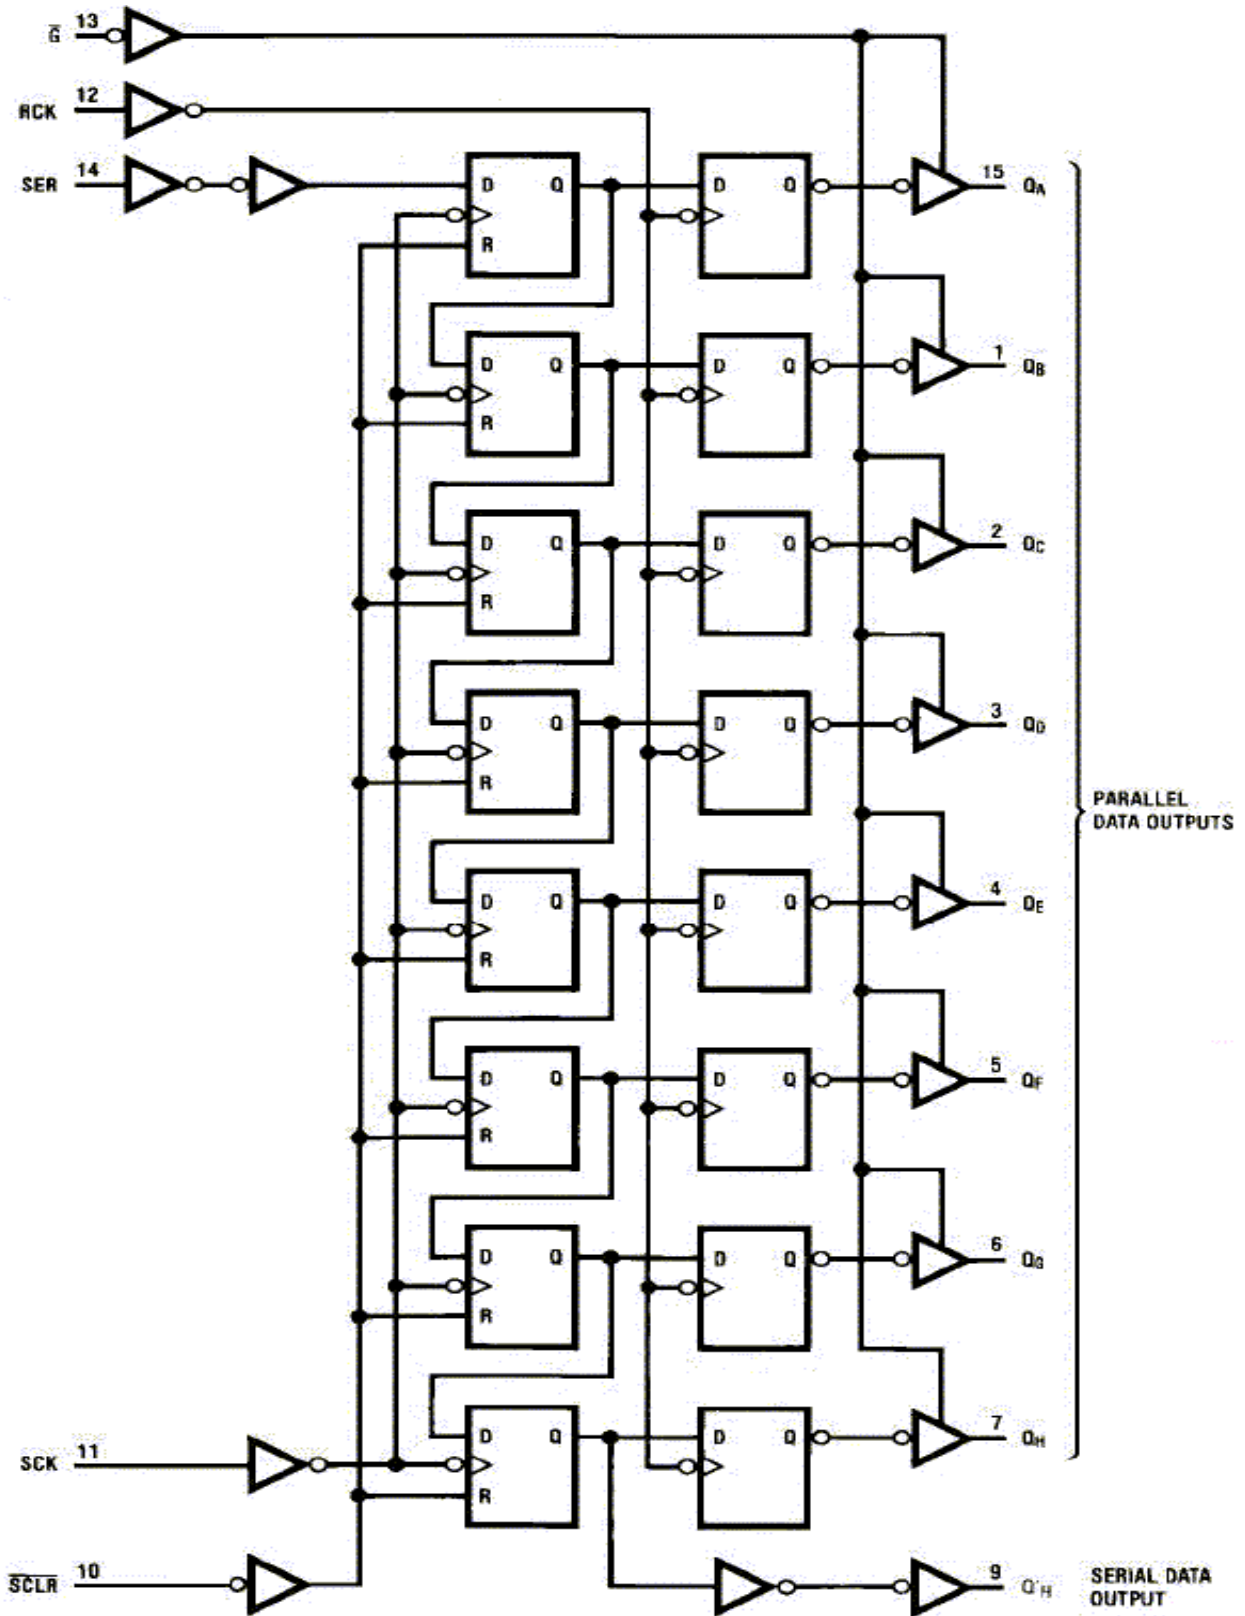 G̅ 13
RCK 12
SER 14
D Q D Q 15 QA
R
D Q D Q 1 QB
R
D Q D Q 2 QC
R
D Q D Q 3 QD
R
PARALLEL
DATA OUTPUTS
D Q D Q 4 QE
R
D Q D Q 5 QF
R
D Q D Q 6 QG
R
D Q D Q 7 QH
SCK 11
R
S̅C̅L̅R̅ 10
9 Q'H SERIAL DATA
OUTPUT